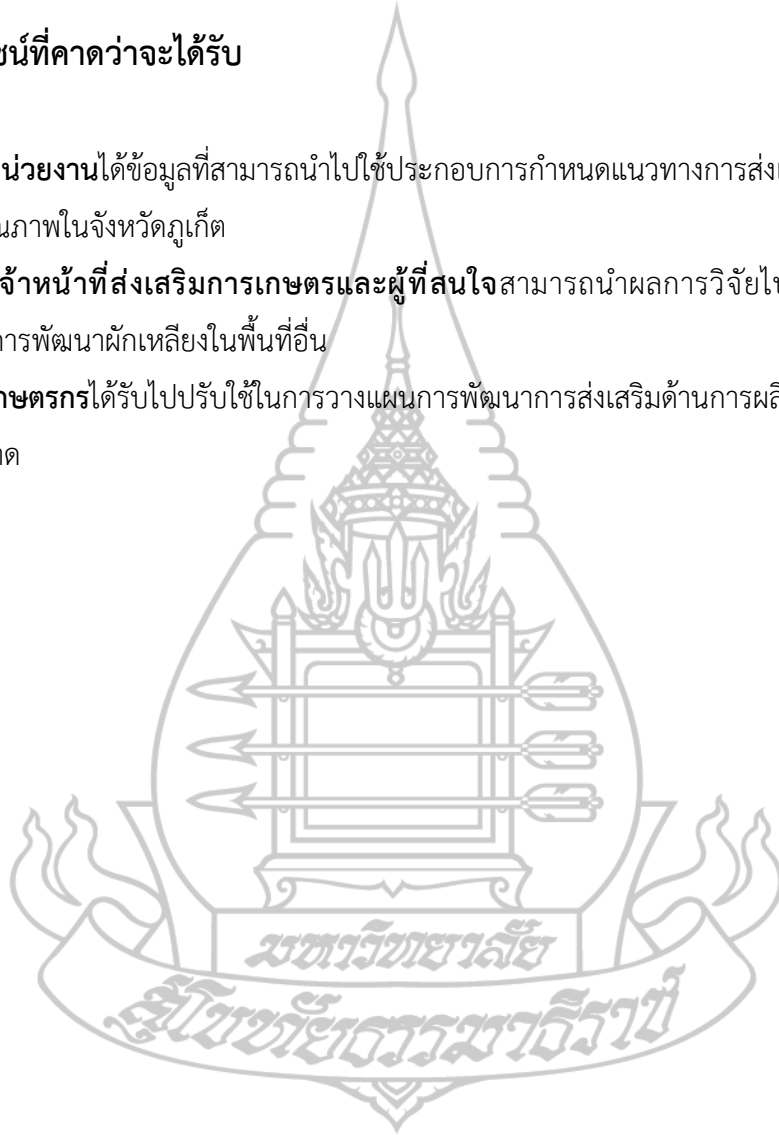 ชน์ที่คาดว่าจะได้รับ
น่วยงานได้ข้อมูลที่สามารถนำไปใช้ประกอบการกำหนดแนวทางการส่งเ
ณภาพในจังหวัดภูเก็ต
จ้าหน้าที่ส่งเสริมการเกษตรและผู้ที่สนใจสามารถนำผลการวิจัยไป
การพัฒนาผักเหลียงในพื้นที่อื่น
กษตรกรได้รับไปปรับใช้ในการวางแผนการพัฒนาการส่งเสริมด้านการผลิ
าด
มหาวิทยาลัย
สุโขทัยธรรมาธิราช